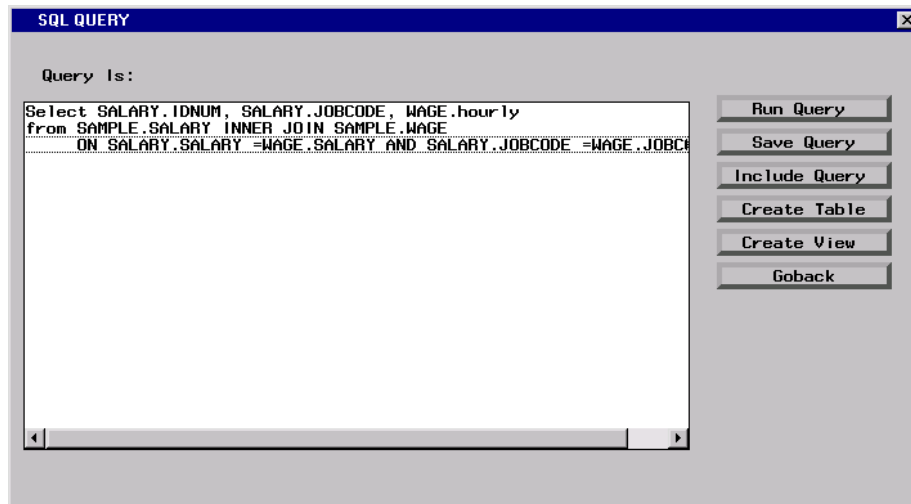 SQL QUERY
Query Is:
Select SALARY.IDNUM, SALARY.JOBCODE, WAGE.hourly
from SAMPLE.SALARY INNER JOIN SAMPLE.WAGE
ON SALARY.SALARY =WAGE.SALARY AND SALARY.JOBCODE =WAGE.JOBC
Run Query
Save Query
Include Query
Create Table
Create View
Goback